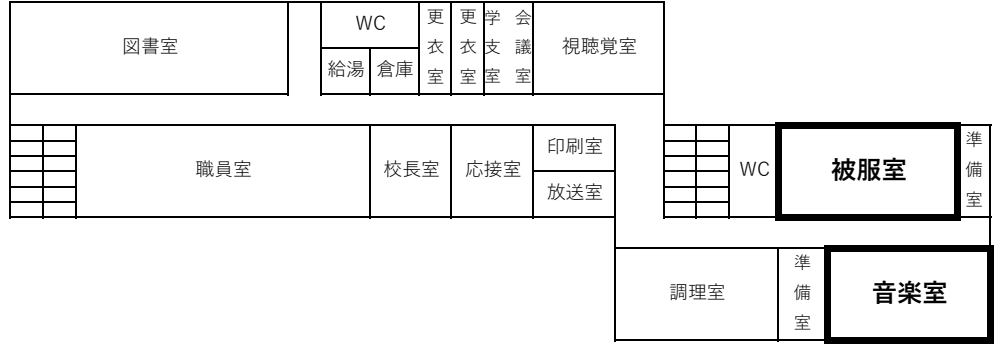 図書室
WC
給湯
倉庫
更衣室
更衣室
学支室
会議室
視聴覚室
職員室
校長室
応接室
印刷室
放送室
WC
被服室
準備室
調理室
準備室
音楽室